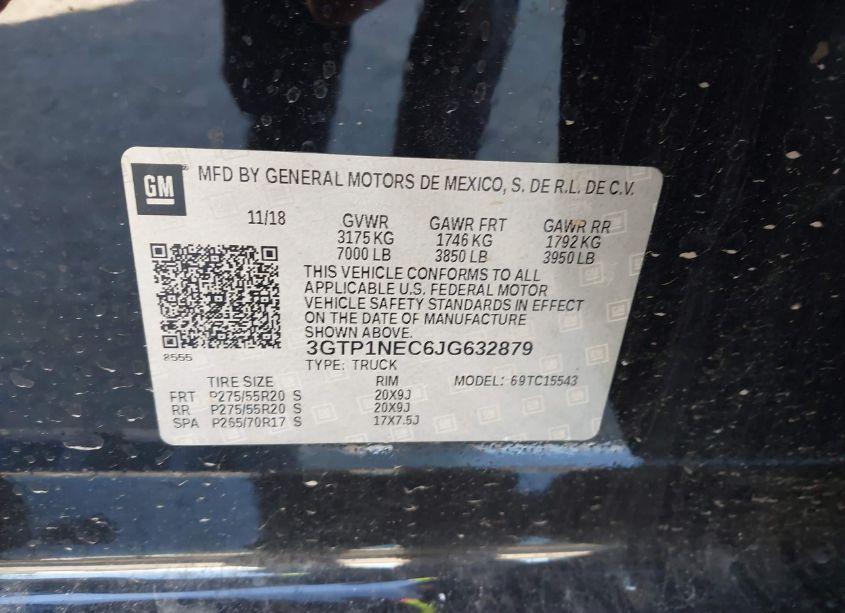 GM
MFD BY GENERAL MOTORS DE MEXICO, S. DE R.L. DE C.V.
11/18 GVWR GAWR FRT GAWR RR
3175 KG 1746 KG 1792 KG
7000 LB 3850 LB 3950 LB
THIS VEHICLE CONFORMS TO ALL
APPLICABLE U.S. FEDERAL MOTOR
VEHICLE SAFETY STANDARDS IN EFFECT
ON THE DATE OF MANUFACTURE
SHOWN ABOVE.
8555
3GTP1NEC6JG632879
TYPE: TRUCK
TIRE SIZE RIM MODEL: 69TC15543
FRT P275/55R20 S 20X9J
RR P275/55R20 S 20X9J
SPA P265/70R17 S 17X7.5J